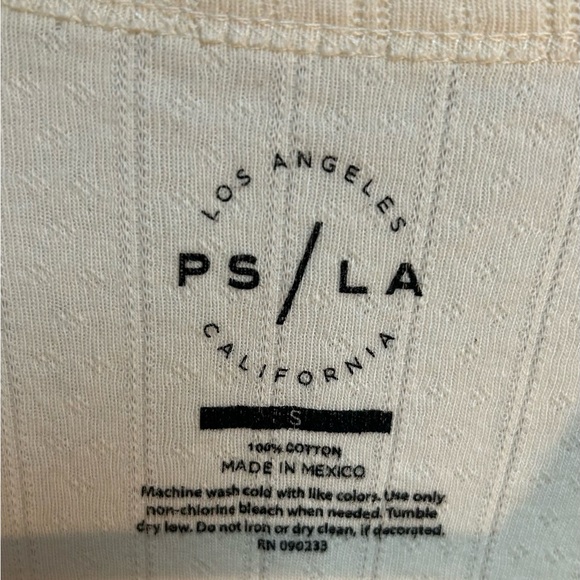 LOS ANGELES
PS/LA
CALIFORNIA
S
100% COTTON
MADE IN MEXICO
Machine wash cold with like colors. Use only
non-chlorine bleach when needed. Tumble
dry low. Do not iron or dry clean, if decorated.
RN 090233